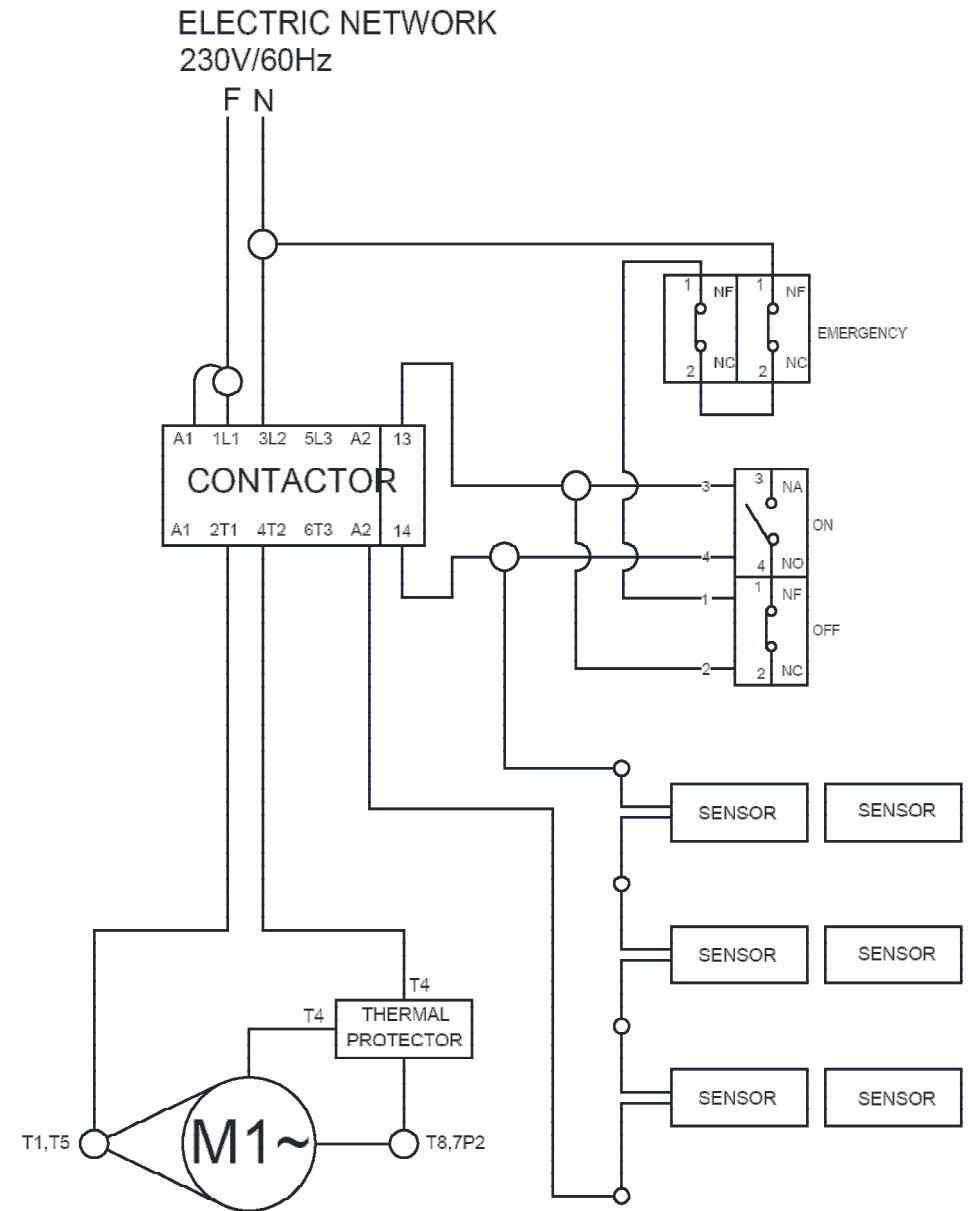 ELECTRIC NETWORK
230V/60Hz
F N
1 NF 1 NF
EMERGENCY
2 NC 2 NC
A1 1L1 3L2 5L3 A2 13
CONTACTOR
A1 2T1 4T2 6T3 A2 14
3 3 NA
ON
4 4 NO
1 1 NF
OFF
2 2 NC
SENSOR SENSOR
SENSOR SENSOR
T4
T4 THERMAL
PROTECTOR
SENSOR SENSOR
T1,T5 M1~ T8,7P2